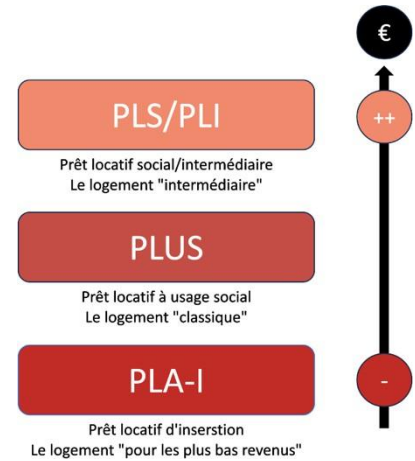 €
PLS/PLI
++
Prêt locatif social/intermédiaire
Le logement "intermédiaire"
PLUS
Prêt locatif à usage social
Le logement "classique"
PLA-I
-
Prêt locatif d'inserstion
Le logement "pour les plus bas revenus"